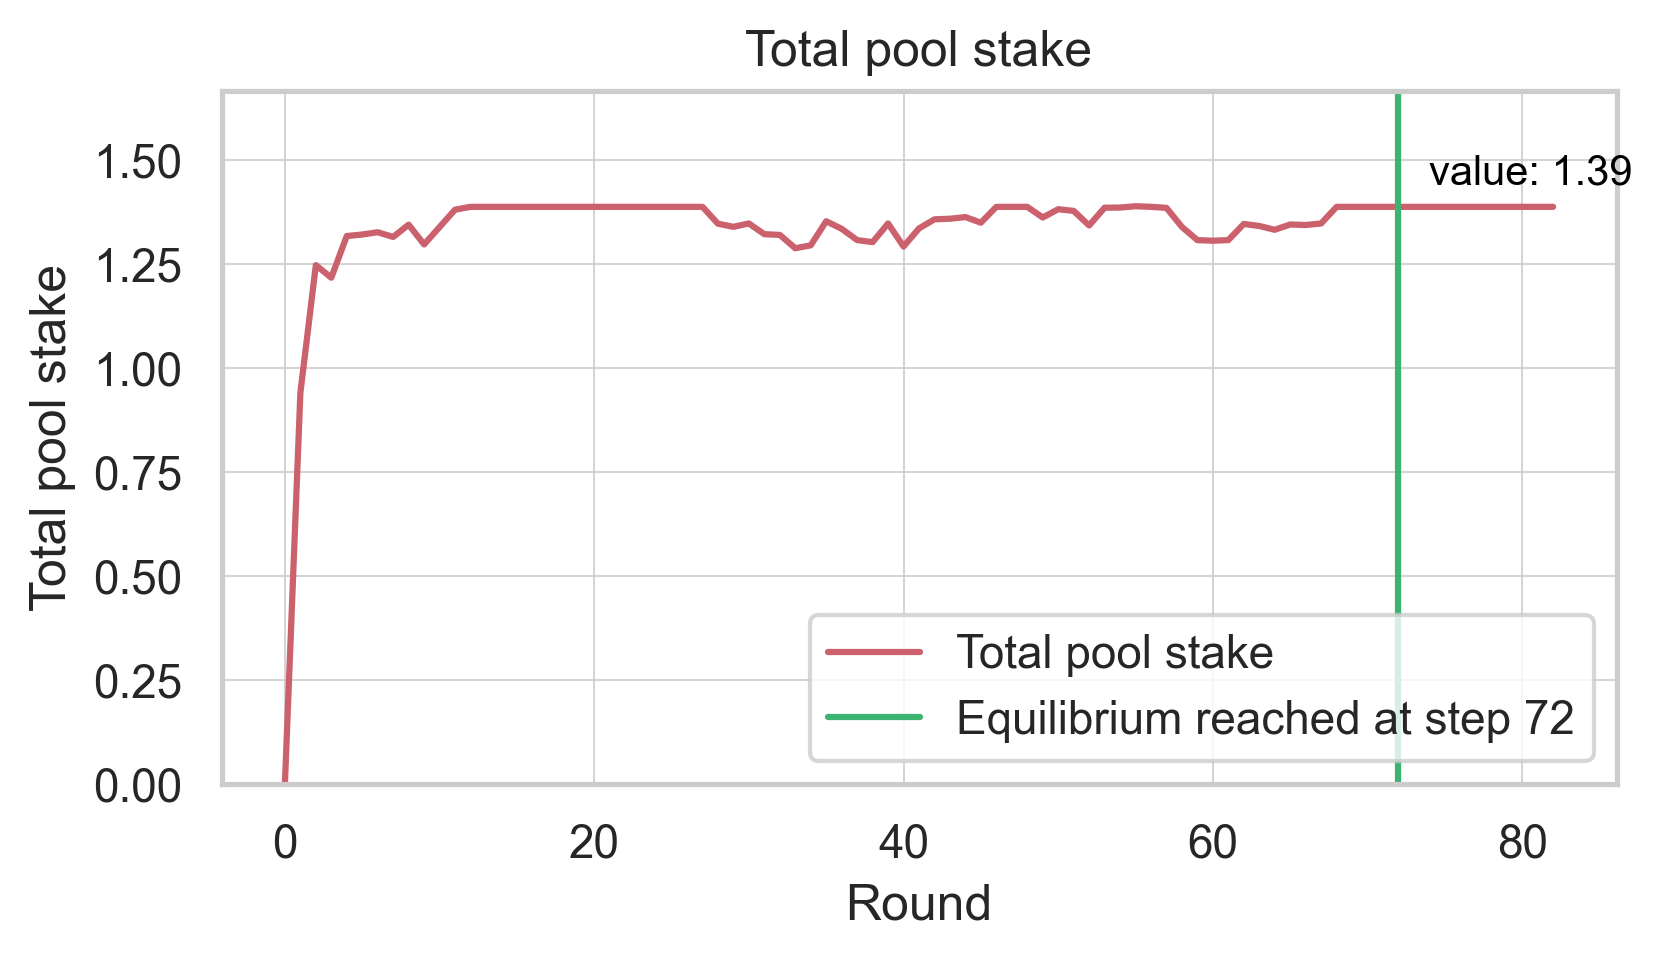 Total pool stake
1.50
value: 1.39
1.25
1.00
0.75
0.50
0.25
0.00
Total pool stake
Total pool stake
Equilibrium reached at step 72
0 20 40 60 80
Round